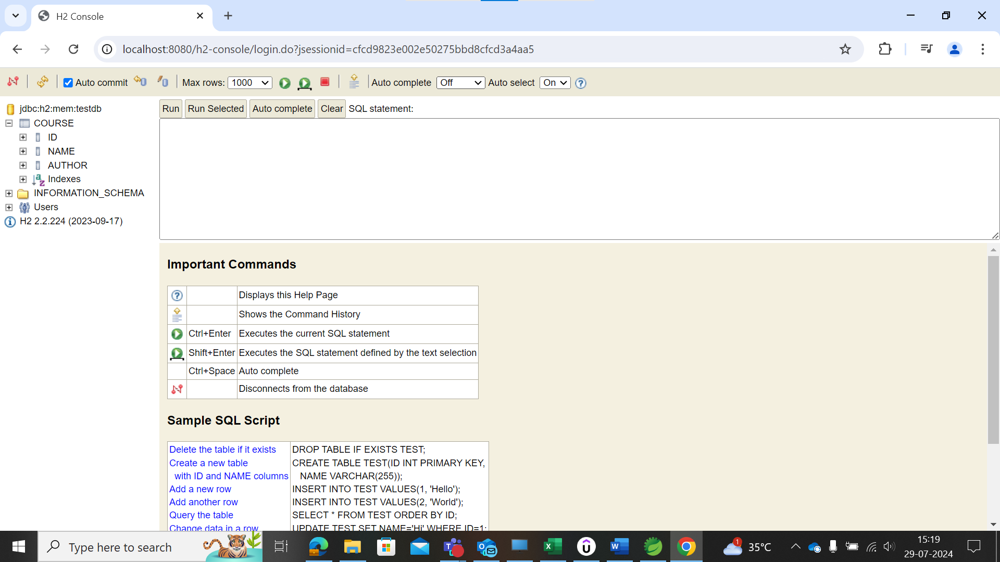 H2 Console
localhost:8080/h2-console/login.do?jsessionid=cfcd9823e002e50275bbd8cfcd3a4aa5
Auto commit Max rows: 1000 Auto complete Off Auto select On
jdbc:h2:mem:testdb
COURSE
ID
NAME
AUTHOR
Indexes
INFORMATION_SCHEMA
Users
H2 2.2.224 (2023-09-17)
Run Run Selected Auto complete Clear SQL statement:
Important Commands
Displays this Help Page
Shows the Command History
Ctrl+Enter Executes the current SQL statement
Shift+Enter Executes the SQL statement defined by the text selection
Ctrl+Space Auto complete
Disconnects from the database
Sample SQL Script
Delete the table if it exists DROP TABLE IF EXISTS TEST;
Create a new table CREATE TABLE TEST(ID INT PRIMARY KEY,
with ID and NAME columns NAME VARCHAR(255));
Add a new row INSERT INTO TEST VALUES(1, 'Hello');
Add another row INSERT INTO TEST VALUES(2, 'World');
Query the table SELECT * FROM TEST ORDER BY ID;
Change data in a row UPDATE TEST SET NAME='Hi' WHERE ID=1;
Type here to search
1
35°C
15:19
29-07-2024